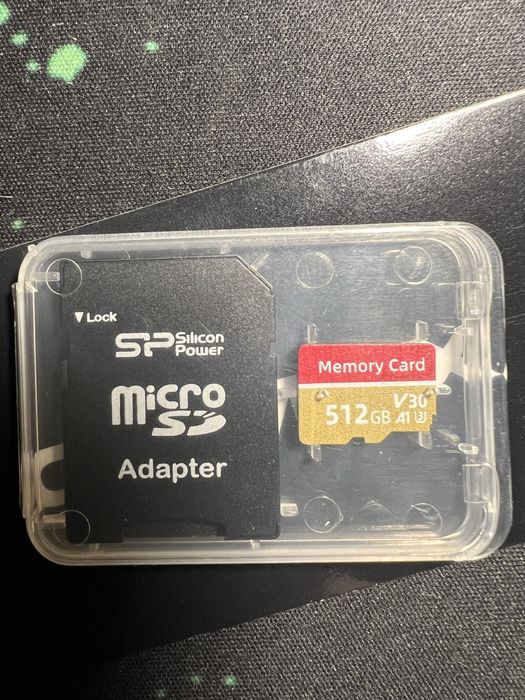 ▼Lock
SP Silicon
Power
micro
SD
Adapter
Memory Card
V30
512GB A1 U3